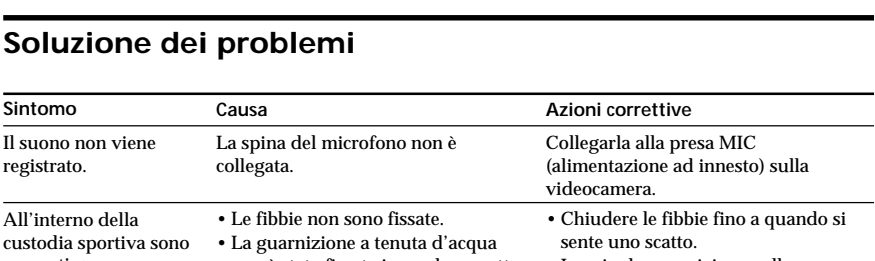 Soluzione dei problemi
Sintomo Causa Azioni correttive
Il suono non viene
registrato.
La spina del microfono non è
collegata.
Collegarla alla presa MIC
(alimentazione ad innesto) sulla
videocamera.
All'interno della
custodia sportiva sono
• Le fibbie non sono fissate.
• La guarnizione a tenuta d'acqua
• Chiudere le fibbie fino a quando si
sente uno scatto.